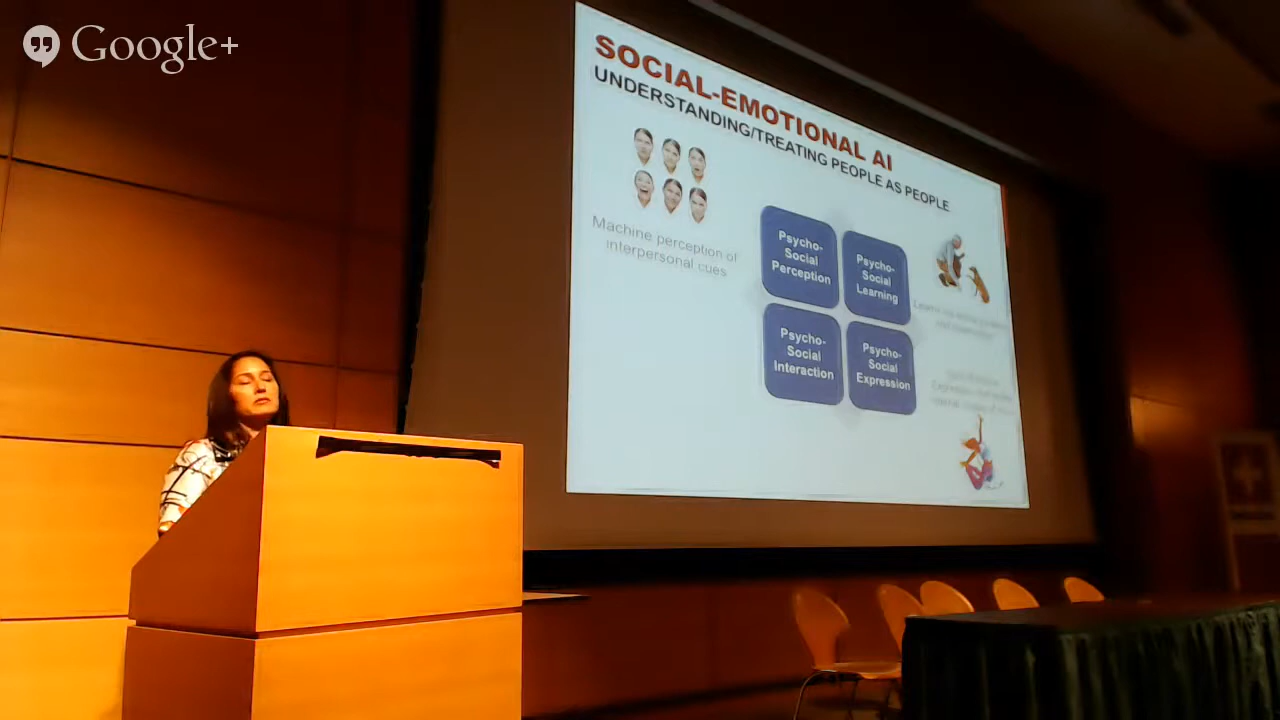 Google+
SOCIAL-EMOTIONAL AI
UNDERSTANDING/TREATING PEOPLE AS PEOPLE
Machine perception of
interpersonal cues
Psycho-
Social
Perception
Psycho-
Social
Learning
Psycho-
Social
Interaction
Psycho-
Social
Expression